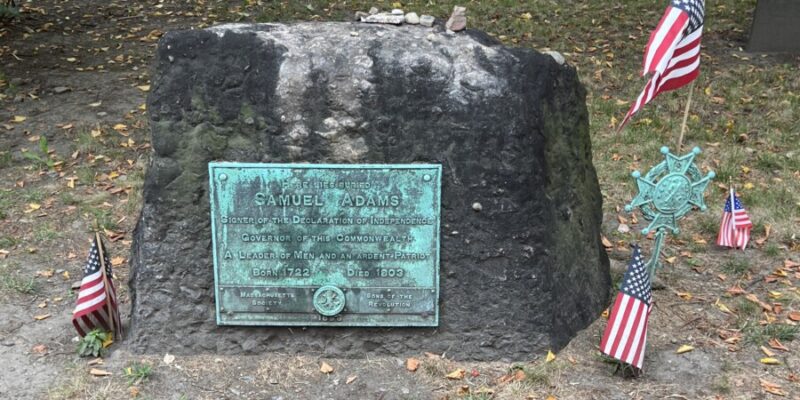 HERE LIES BURIED
SAMUEL ADAMS
SIGNER OF THE DECLARATION OF INDEPENDENCE
GOVERNOR OF THIS COMMONWEALTH
A LEADER OF MEN AND AN ARDENT PATRIOT
BORN 1722 DIED 1803
MASSACHUSETTS SONS OF THE
SOCIETY REVOLUTION
1898